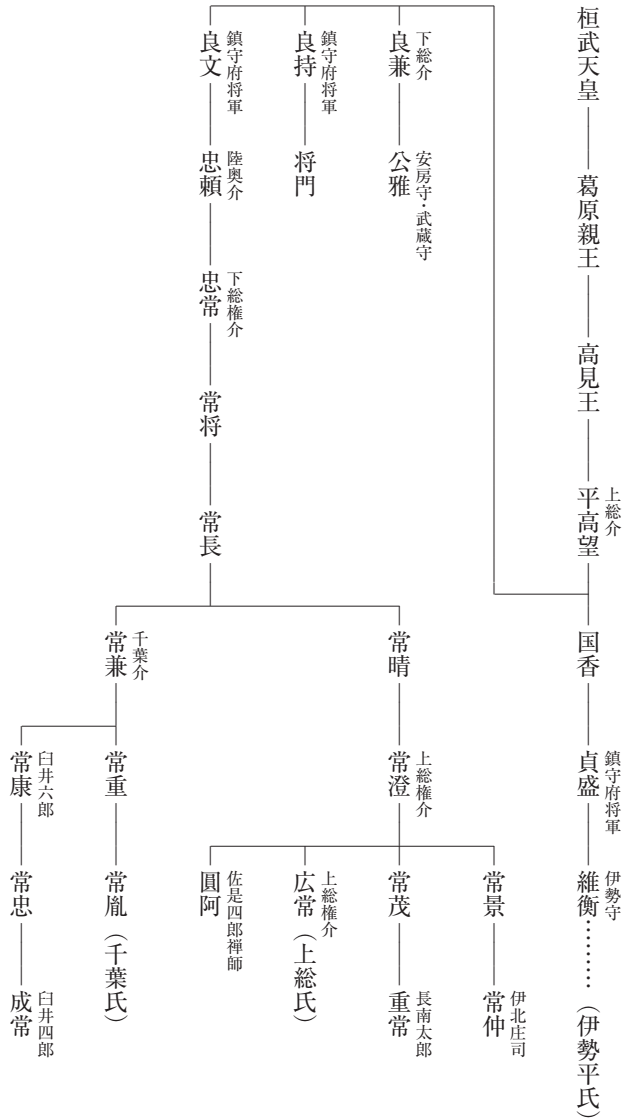 桓武天皇――葛原親王――高見王――平高望――国香――貞盛――維衡………（伊勢平氏）
上総介
鎮守府将軍
伊勢守
良兼――公雅
下総介
安房守・武蔵守
良持――将門
鎮守府将軍
良文――忠頼――忠常――常将――常長
鎮守府将軍
陸奥介
下総権介
常晴――常澄
上総権介
常景――常仲
伊北庄司
常茂――重常
長南太郎
広常（上総氏）
上総権介
圓阿
佐是四郎禅師
常兼――常重――常胤（千葉氏）
千葉介
常康――常忠――成常
臼井六郎
臼井四郎